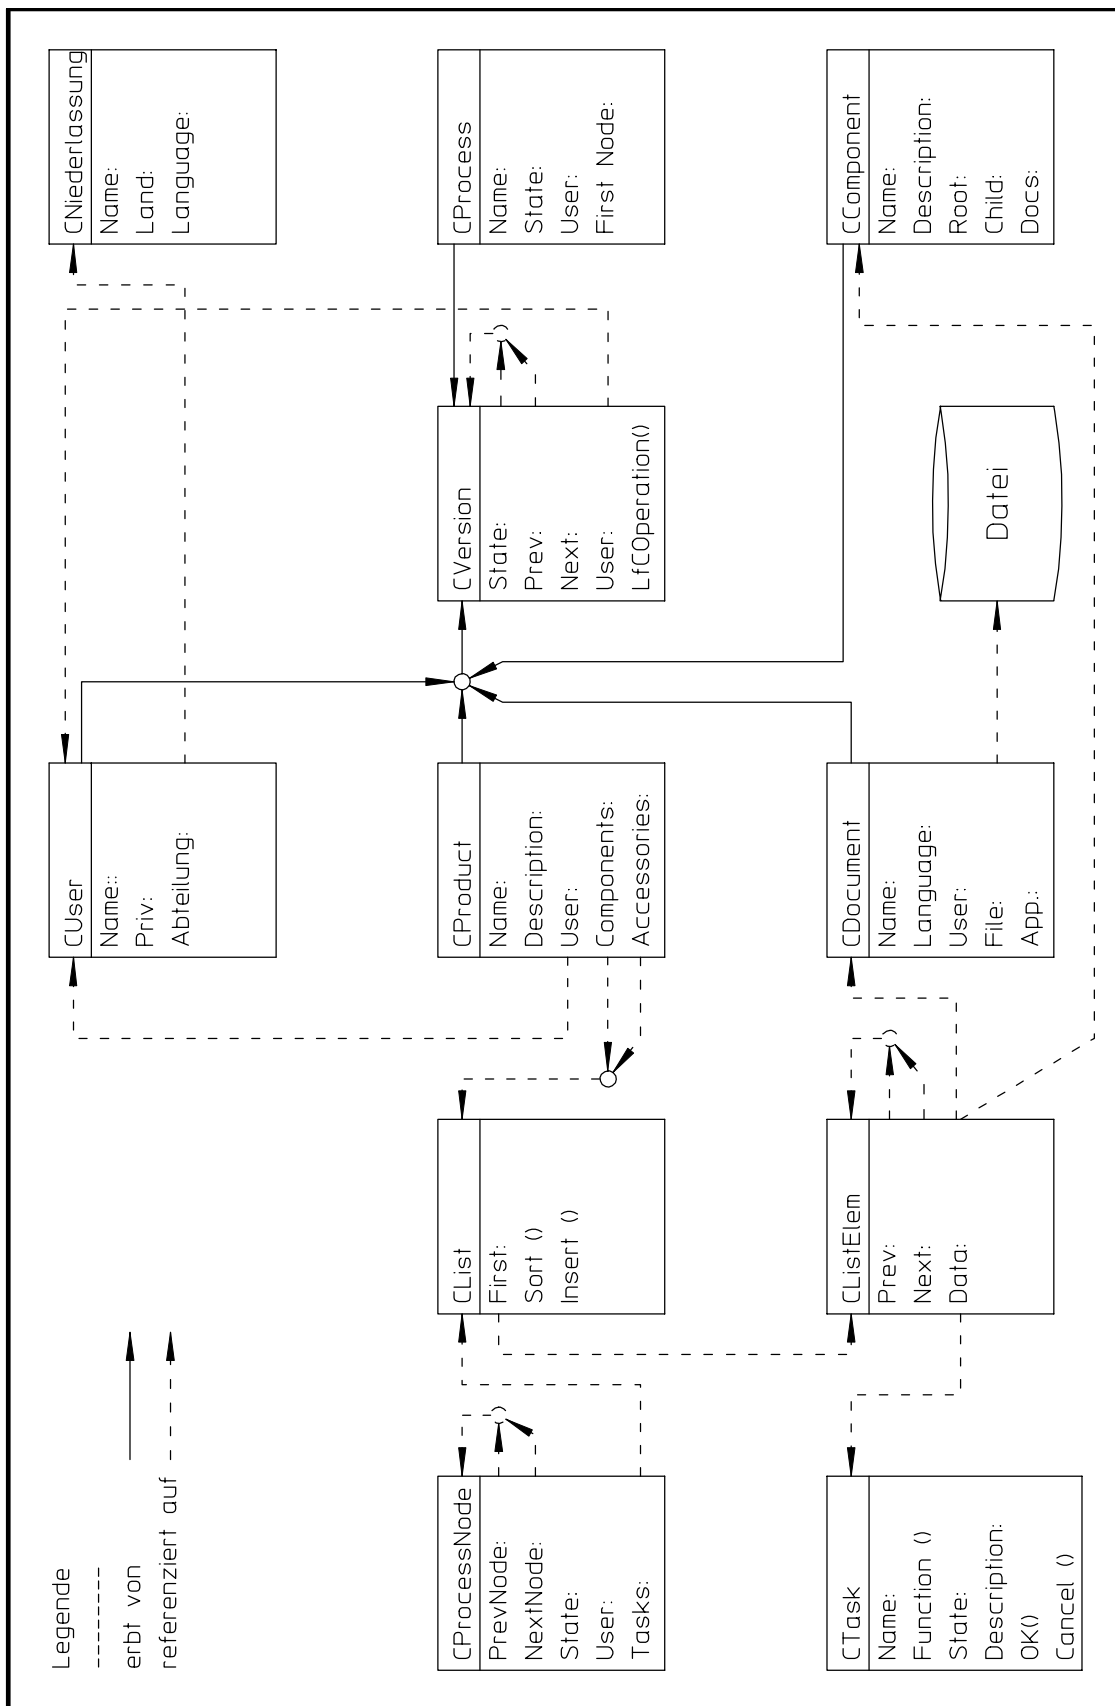 Legende
--------
erbt von
referenziert auf
CUser
Name::
Priv:
Abteilung:
CNiederlassung
Name:
Land:
Language:
CProcessNode
PrevNode:
NextNode:
State:
User:
Tasks:
CList
First:
Sort ()
Insert ()
CProduct
Name:
Description:
User:
Components:
Accessories:
CVersion
State:
Prev:
Next:
User:
LfCOperation()
CProcess
Name:
State:
User:
First Node:
CTask
Name:
Function ()
State:
Description:
OK()
Cancel ()
CListElem
Prev:
Next:
Data:
CDocument
Name:
Language:
User:
File:
App.:
Datei
CComponent
Name:
Description:
Root:
Child:
Docs: